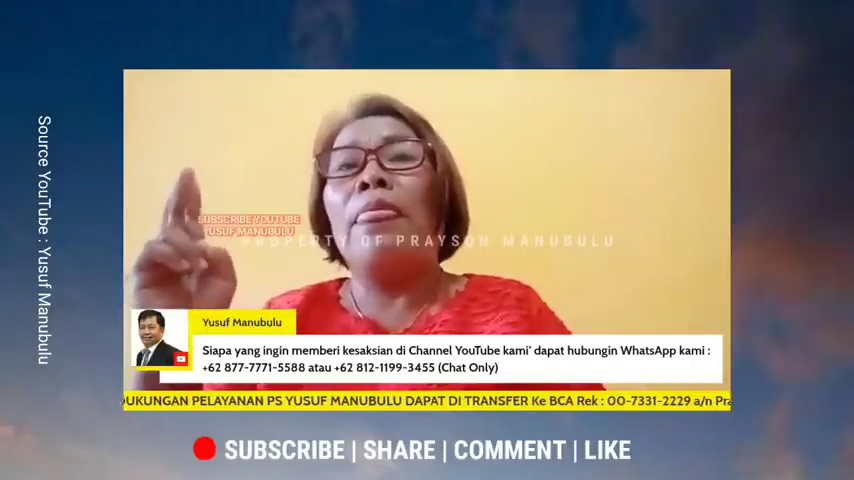 Source YouTube : Yusuf Manubulu
SUBSCRIBE YOUTUBE
YUSUF MANUBULU
PROPERTY OF PRAYSON MANUBULU
Yusuf Manubulu
Siapa yang ingin memberi kesaksian di Channel YouTube kami' dapat hubungin WhatsApp kami :
+62 877-7771-5588 atau +62 812-1199-3455 (Chat Only)
DUKUNGAN PELAYANAN PS YUSUF MANUBULU DAPAT DI TRANSFER Ke BCA Rek : 00-7331-2229 a/n Pra
SUBSCRIBE | SHARE | COMMENT | LIKE